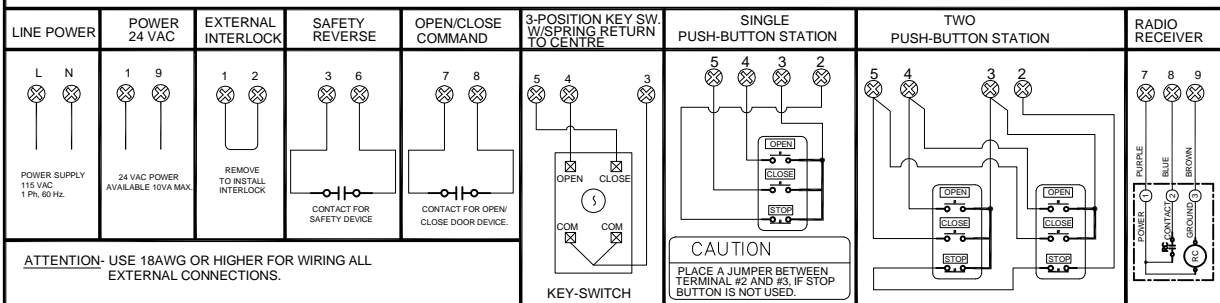 LINE POWER
L N
POWER SUPPLY
115 VAC
1 Ph, 60 Hz.
POWER
24 VAC
1 9
24 VAC POWER
AVAILABLE 10VA MAX.
EXTERNAL
INTERLOCK
1 2
REMOVE
TO INSTALL
INTERLOCK
SAFETY
REVERSE
3 6
CONTACT FOR
SAFETY DEVICE
OPEN/CLOSE
COMMAND
7 8
CONTACT FOR OPEN/
CLOSE DOOR DEVICE.
ATTENTION- USE 18AWG OR HIGHER FOR WIRING ALL
EXTERNAL CONNECTIONS.
3-POSITION KEY SW.
W/SPRING RETURN
TO CENTRE
5 4 3
OPEN CLOSE
COM COM
KEY-SWITCH
SINGLE
PUSH-BUTTON STATION
5 4 3 2
OPEN
CLOSE
STOP
CAUTION
PLACE A JUMPER BETWEEN
TERMINAL #2 AND #3, IF STOP
BUTTON IS NOT USED.
TWO
PUSH-BUTTON STATION
5 4 3 2
OPEN OPEN
CLOSE CLOSE
STOP STOP
RADIO
RECEIVER
7 8 9
PURPLE
BLUE
BROWN
1 2 3
POWER
CONTACT
GROUND
RC
RC